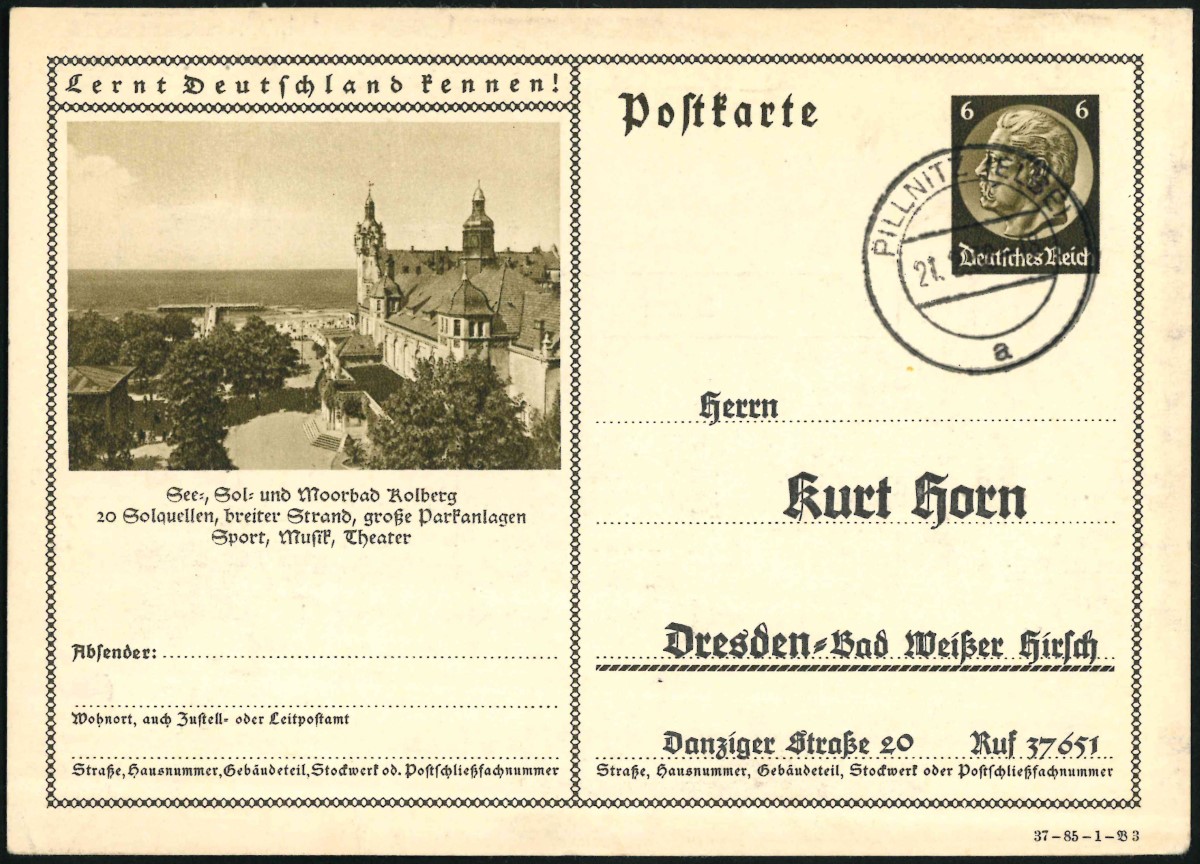 Lernt Deutschland kennen!
See-, Sol- und Moorbad Kolberg
20 Solquellen, breiter Strand, große Parkanlagen
Sport, Musik, Theater
Absender:
Wohnort, auch Zustell- oder Leitpostamt
Straße, Hausnummer, Gebäudeteil, Stockwerk od. Postschließfachnummer
Postkarte
6 6
Deutsches Reich
PILLNITZ (ELBE)
21.
a
Herrn
Kurt Horn
Dresden-Bad Weißer Hirsch
Danziger Straße 20 Ruf 37651
Straße, Hausnummer, Gebäudeteil, Stockwerk oder Postschließfachnummer
37-85-1-B3